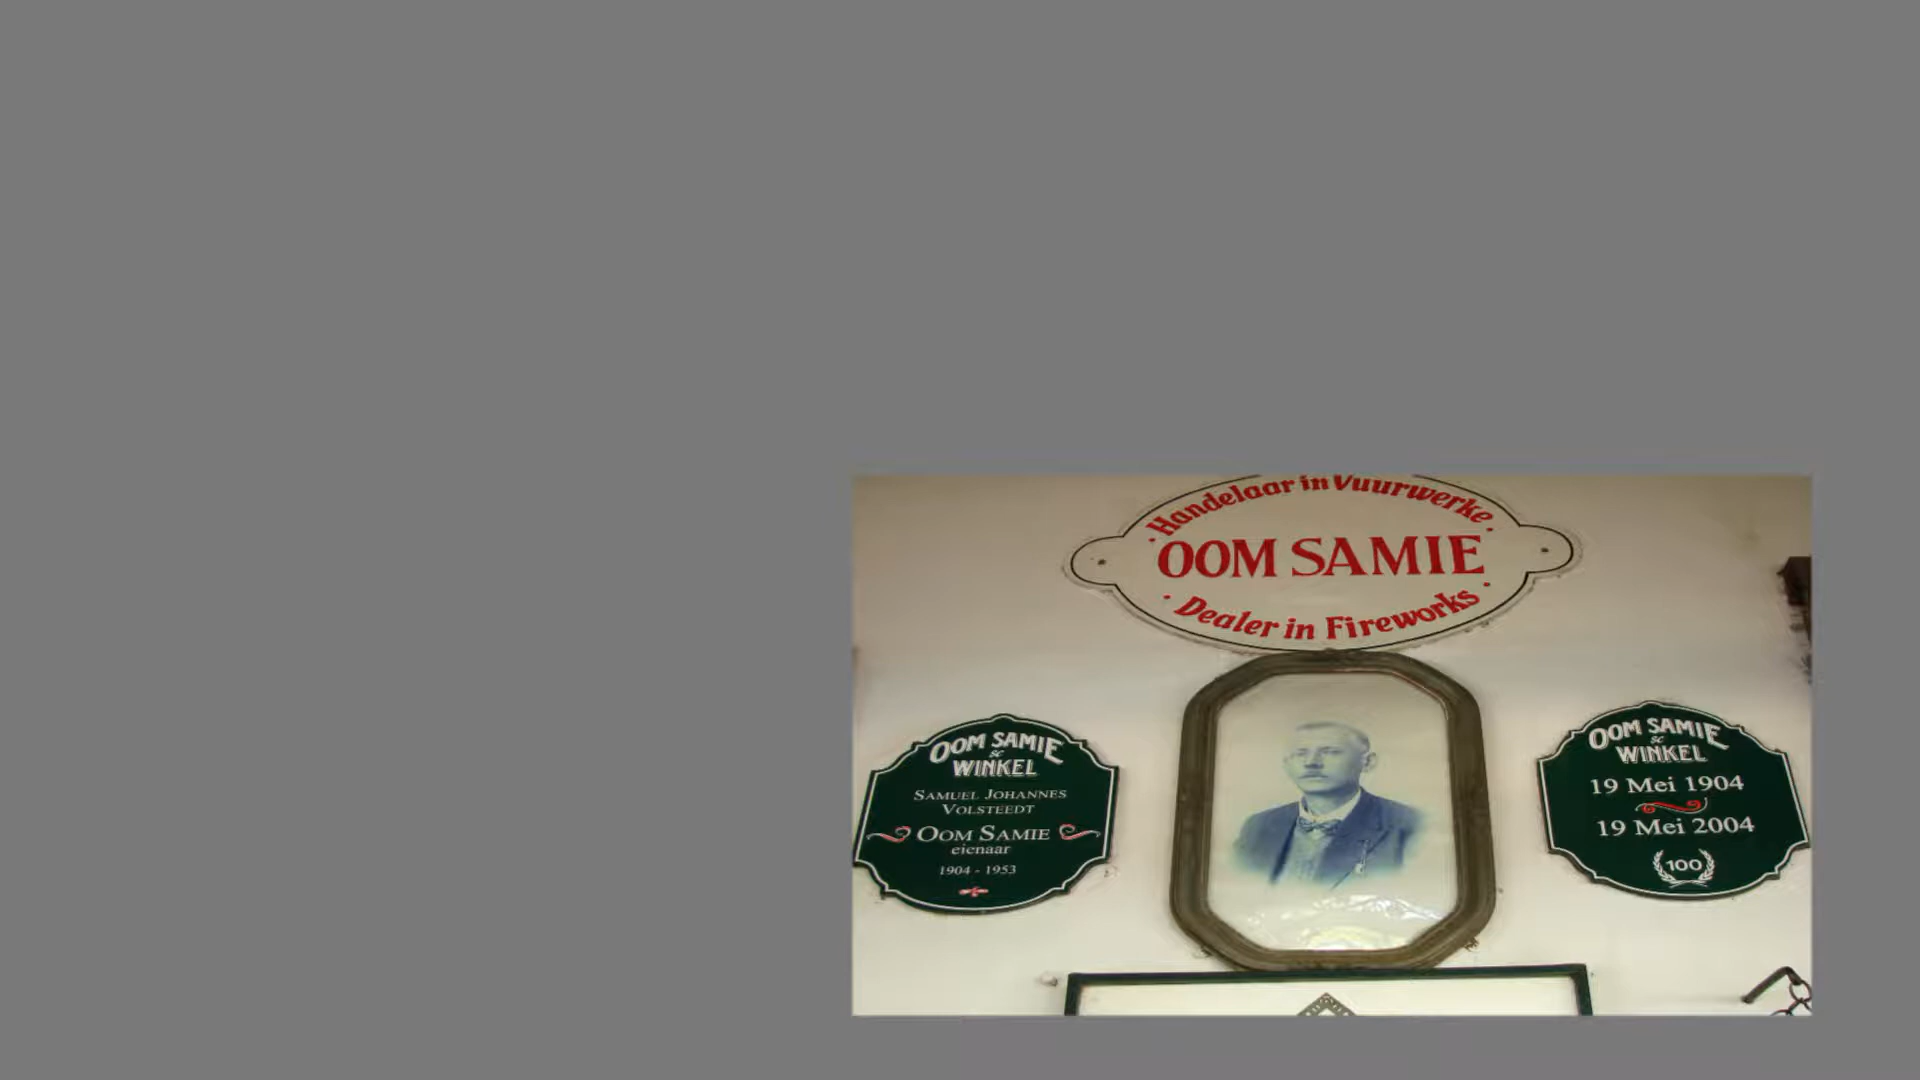 Handelaar in Vuurwerke
OOM SAMIE
Dealer in Fireworks
OOM SAMIE
se
WINKEL
SAMUEL JOHANNES
VOLSTEEDT
OOM SAMIE
eienaar
1904 - 1953
OOM SAMIE
se
WINKEL
19 Mei 1904
19 Mei 2004
100